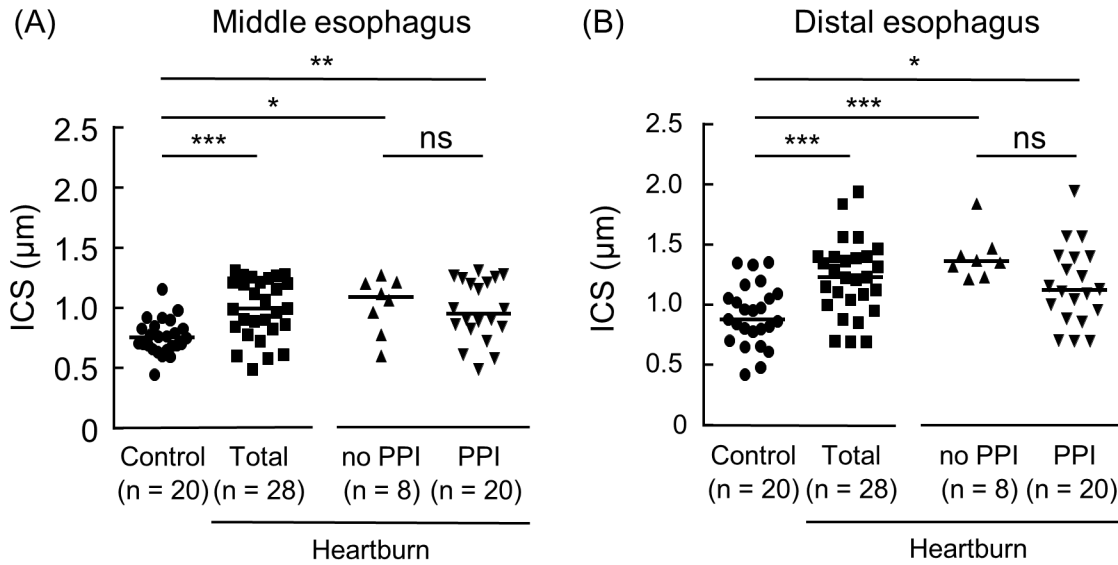 (A) Middle esophagus
**
*
***
ns
2.5
2.0
1.5
1.0
0.5
0
ICS (μm)
Control Total no PPI PPI
(n = 20) (n = 28) (n = 8) (n = 20)
Heartburn
(B) Distal esophagus
*
***
***
ns
2.5
2.0
1.5
1.0
0.5
0
ICS (μm)
Control Total no PPI PPI
(n = 20) (n = 28) (n = 8) (n = 20)
Heartburn